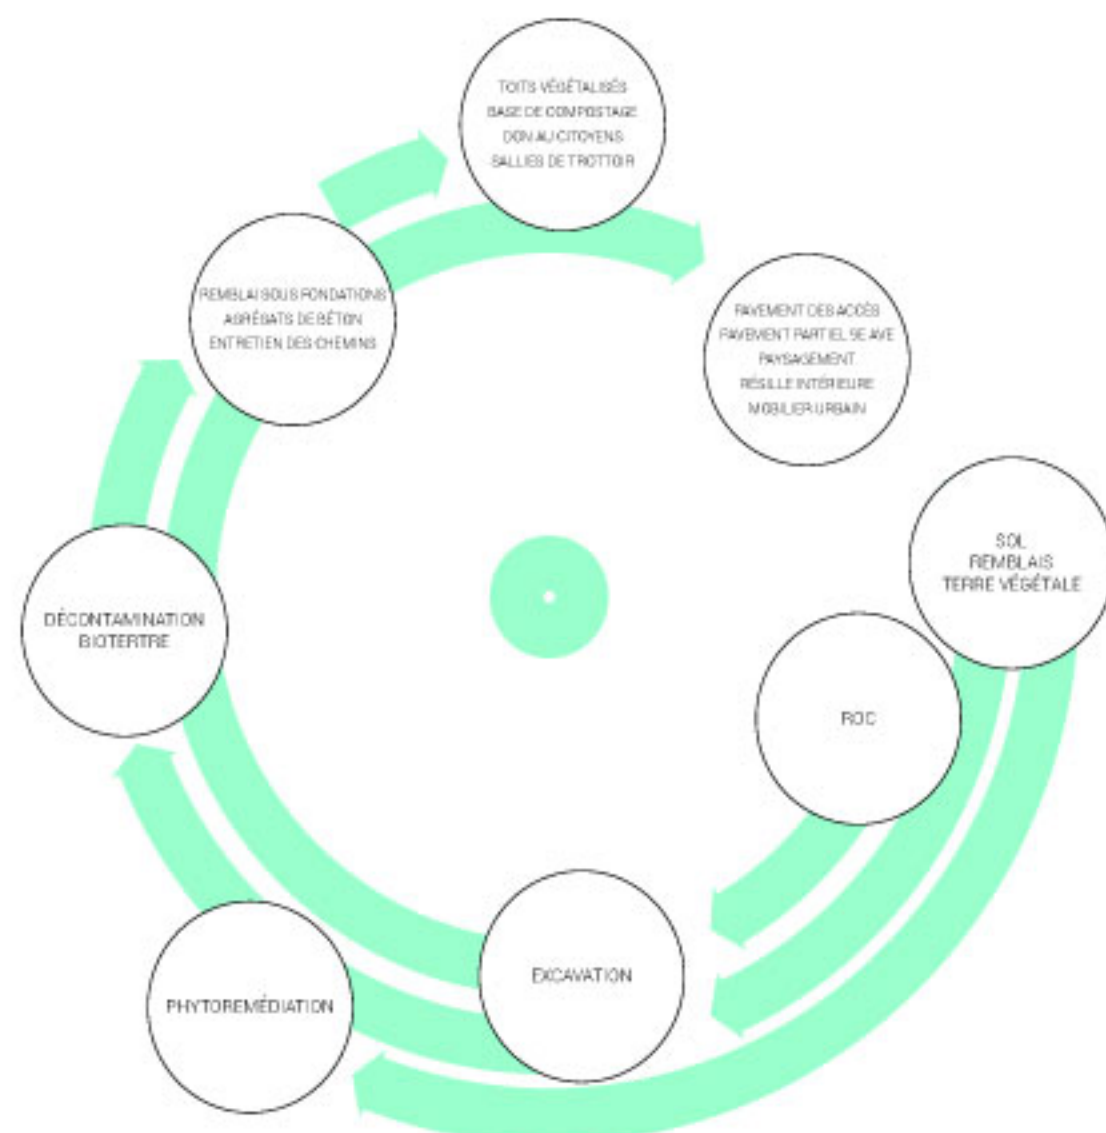 TOITS VÉGÉTALISÉS
BASE DE COMPOSTAGE
DON AU CITOYENS
SALLIES DE TROTTOIR
REMBLAI SOUS FONDATIONS
AGRÉGATS DE BÉTON
ENTRETIEN DES CHEMINS
PAVEMENT DES ACCÈS
PAVEMENT PARTIEL 9E AVE
PAYSAGEMENT
RÉSILLE INTÉRIEURE
MOBILIER URBAIN
SOL
REMBLAIS
TERRE VÉGÉTALE
DÉCONTAMINATION
BIOTERTRE
ROC
EXCAVATION
PHYTOREMÉDIATION